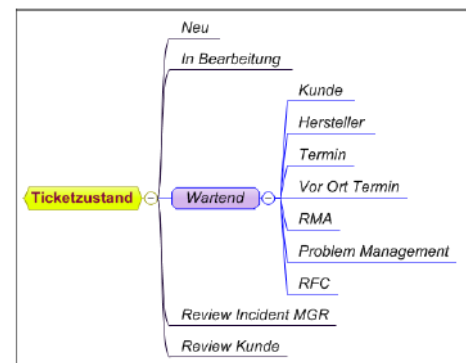 Neu
In Bearbeitung
Kunde
Hersteller
Termin
Ticketzustand
Wartend
Vor Ort Termin
RMA
Problem Management
RFC
Review Incident MGR
Review Kunde